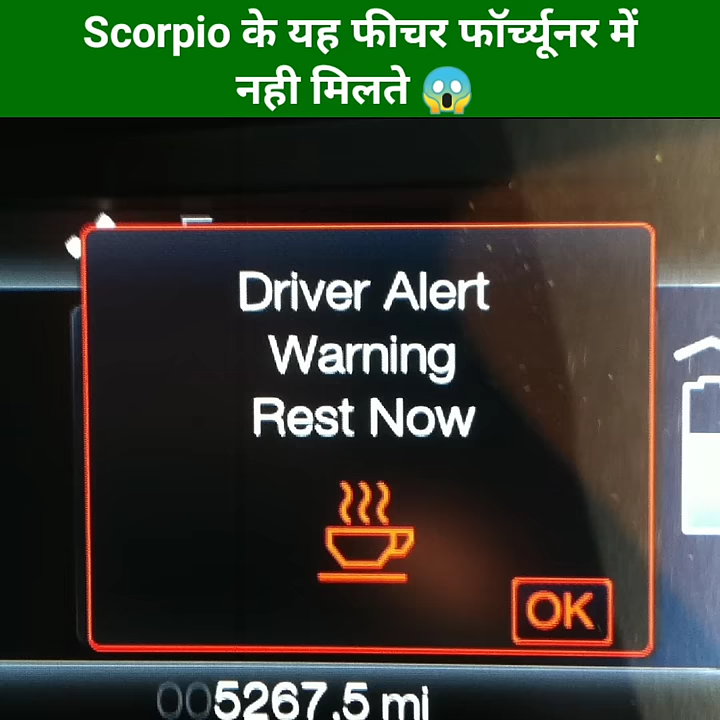 Scorpio के यह फीचर फॉर्च्यूनर में
नही मिलते 😱
Driver Alert
Warning
Rest Now
OK
005267.5 mi